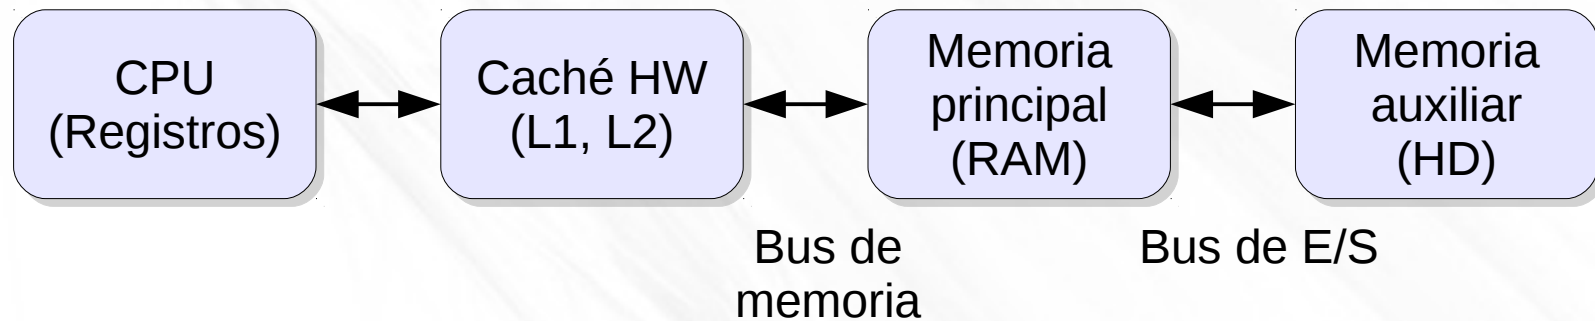 CPU
(Registros)
Caché HW
(L1, L2)
Memoria
principal
(RAM)
Memoria
auxiliar
(HD)
Bus de
memoria
Bus de E/S